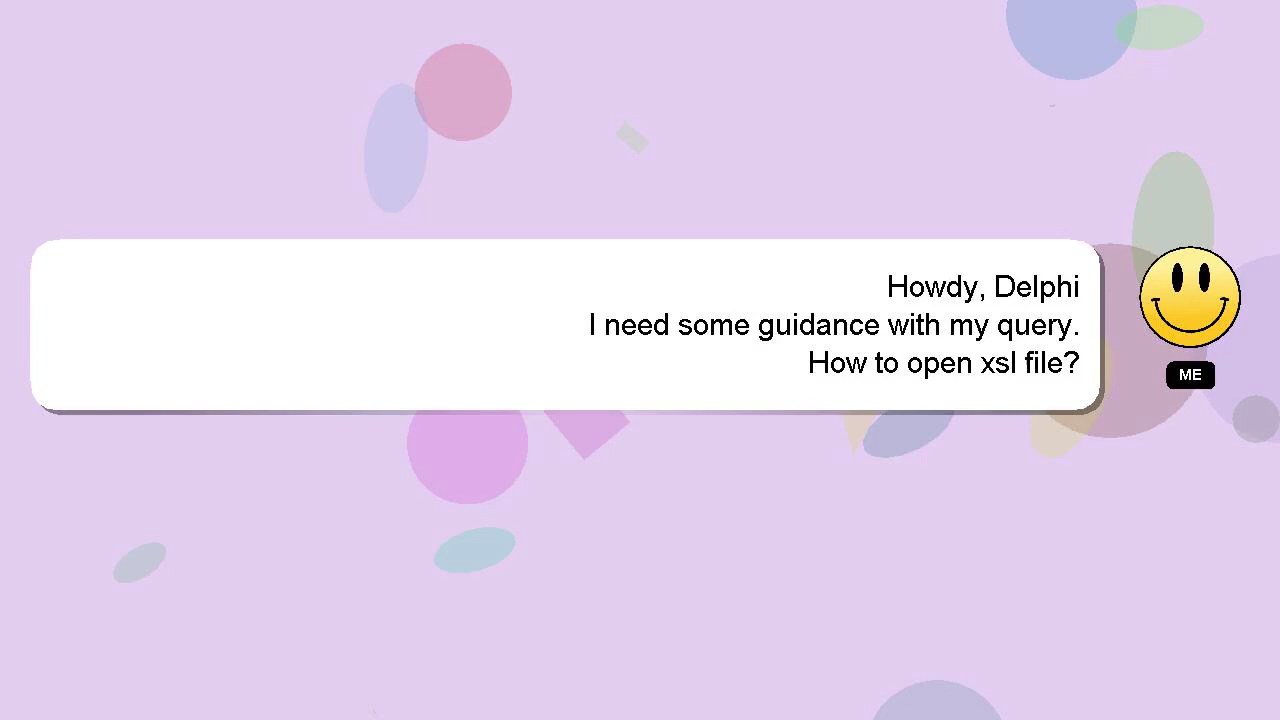 Howdy, Delphi
I need some guidance with my query.
How to open xsl file?
ME